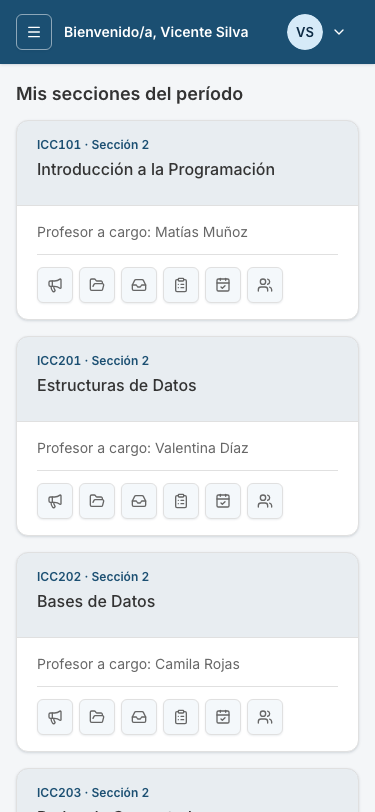 Bienvenido/a, Vicente Silva
VS
Mis secciones del período
ICC101 · Sección 2
Introducción a la Programación
Profesor a cargo: Matías Muñoz
ICC201 · Sección 2
Estructuras de Datos
Profesor a cargo: Valentina Díaz
ICC202 · Sección 2
Bases de Datos
Profesor a cargo: Camila Rojas
ICC203 · Sección 2